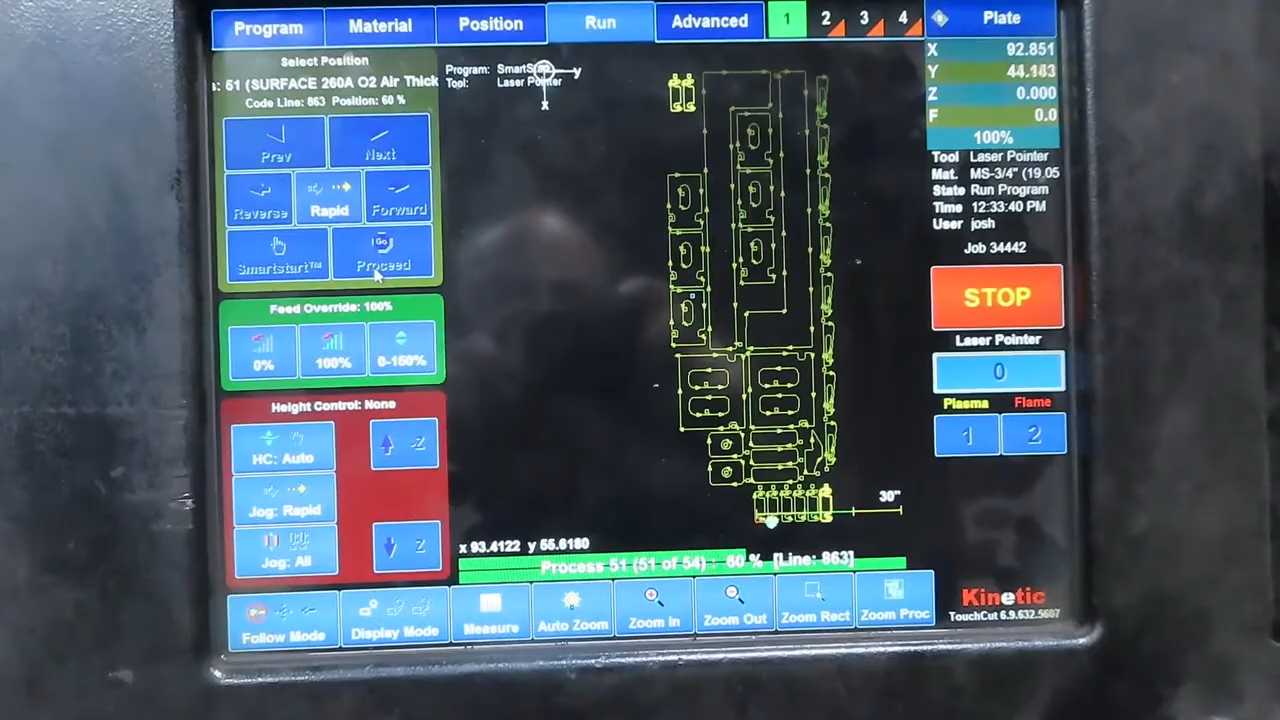 Program Material Position Run Advanced 1 2 3 4 Plate
Select Position
: 51 (SURFACE 260A O2 Air Thick
Code Line: 863 Position: 60 %
Prev Next
Reverse Rapid Forward
Go
Smartstart™ Proceed
Feed Override: 100%
0% 100% 0-150%
Height Control: None
HC: Auto -Z
Jog: Rapid
Jog: All Z
Program:
Tool: Laser Pointer
y
x
30"
x 93.4122 y 55.6180
Process 51 (51 of 54) : 60 % [Line: 863]
Follow Mode Display Mode Measure Auto Zoom Zoom In Zoom Out Zoom Rect Zoom Proc
X 92.851
Y 44.143
Z 0.000
F 0.0
100%
Tool Laser Pointer
Mat. MS-3/4" (19.05
State Run Program
Time 12:33:40 PM
User josh
Job 34442
STOP
Laser Pointer
0
Plasma Flame
1 2
Kinetic
TouchCut 6.9.632.5607